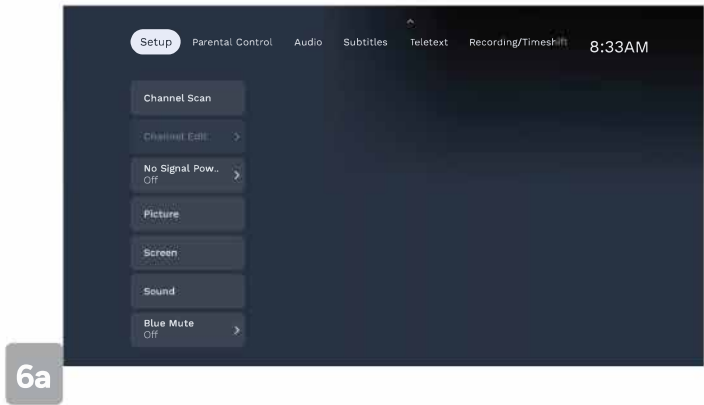 Setup Parental Control Audio Subtitles Teletext Recording/Timeshift 8:33AM
Channel Scan
Channel Edit
No Signal Pow..
Off
Picture
Screen
Sound
Blue Mute
Off
6a